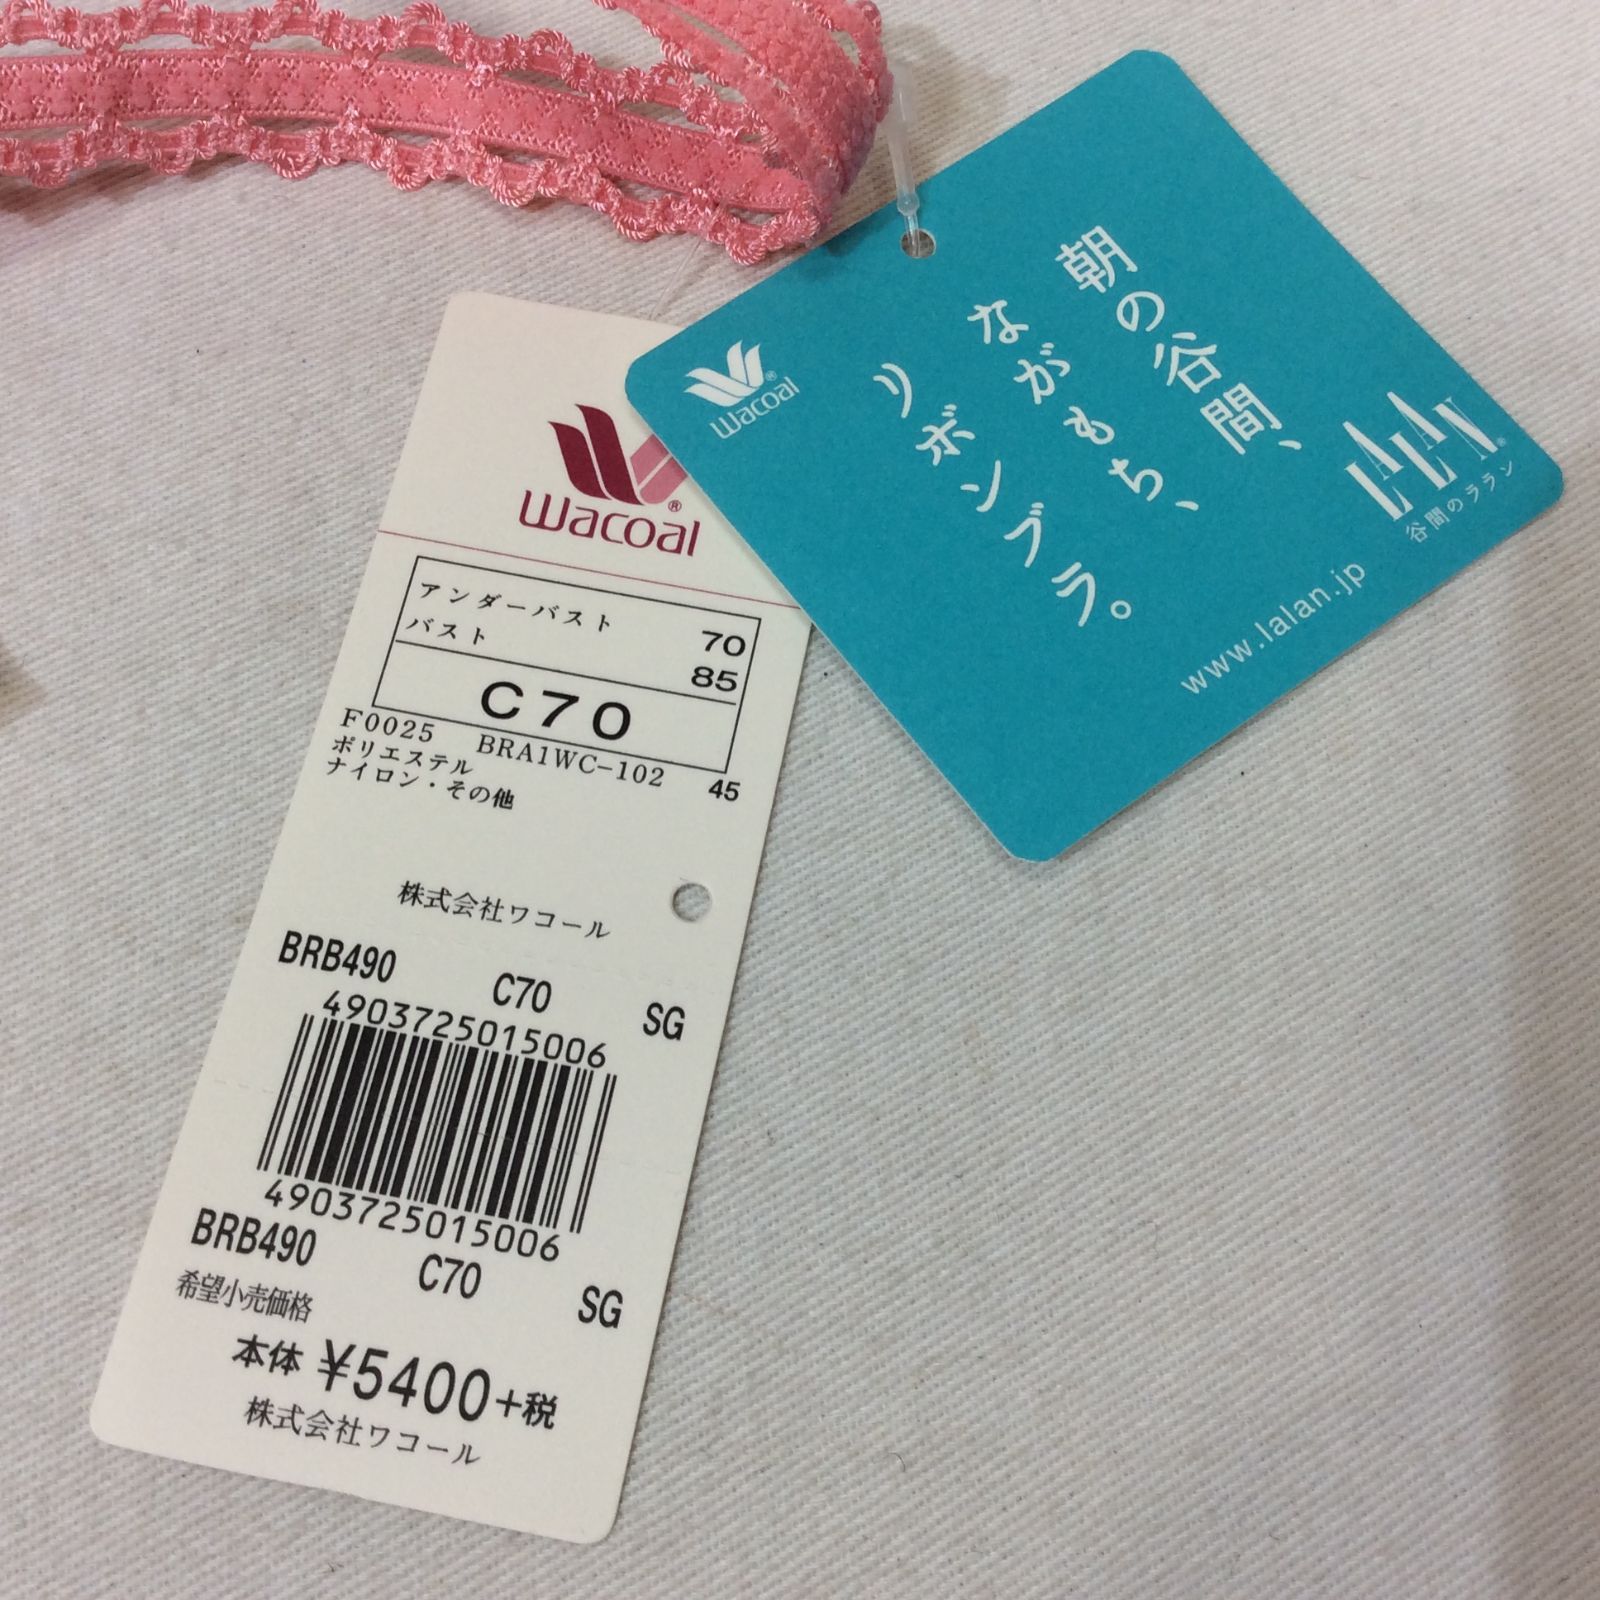 Wacoal
アンダーバスト 70
バスト 85
C70
F0025 BRA1WC-102 45
ポリエステル
ナイロン・その他
株式会社ワコール
BRB490 C70 SG
4903725015006
4903725015006
BRB490 C70 SG
希望小売価格
本体 ¥5400+税
株式会社ワコール
朝の谷間、
ながもち、
リボンブラ。
Wacoal
LALAN
谷間のララン
www.lalan.jp